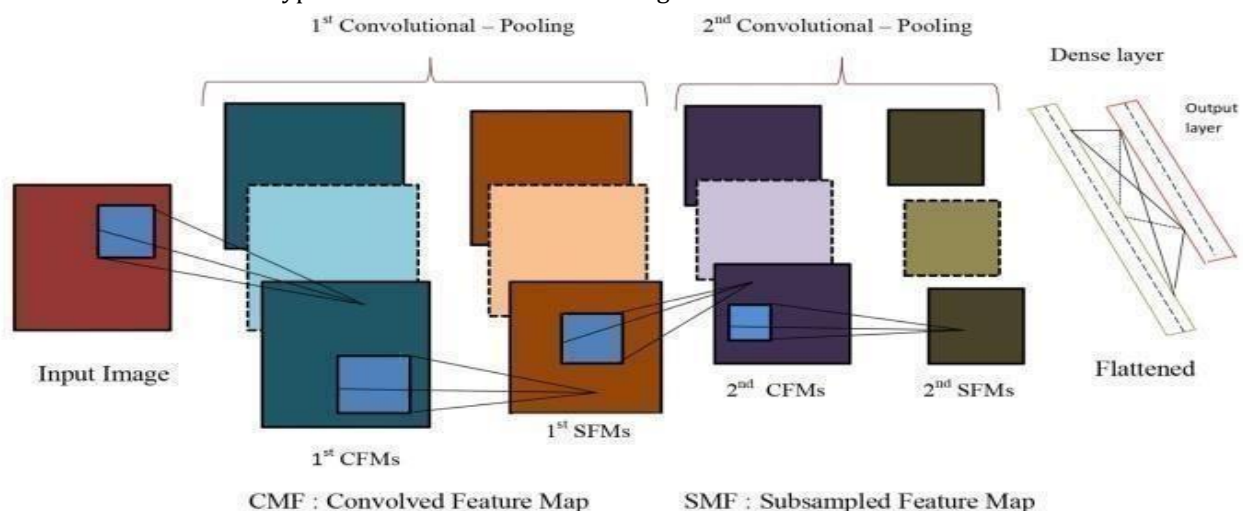 1st Convolutional – Pooling
2nd Convolutional – Pooling
Dense layer
Output
layer
Input Image
1st CFMs
1st SFMs
2nd CFMs
2nd SFMs
Flattened
CMF : Convolved Feature Map
SMF : Subsampled Feature Map